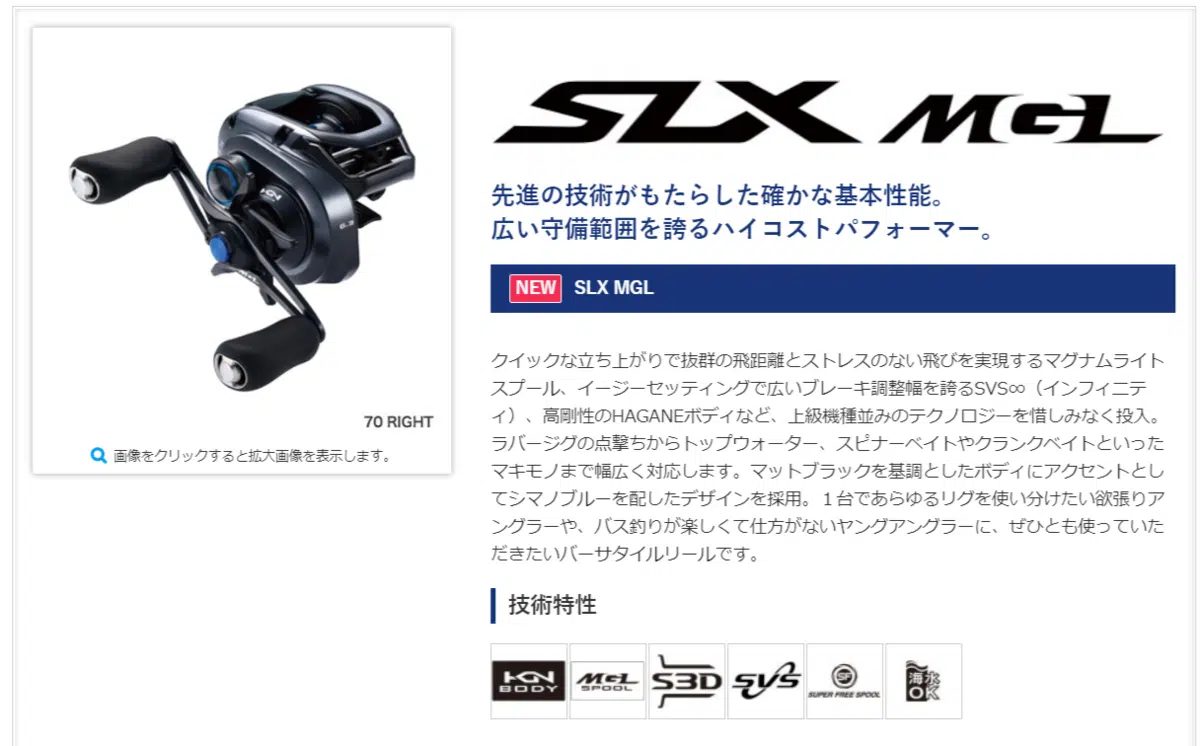 SLX MGL
先進の技術がもたらした確かな基本性能。
広い守備範囲を誇るハイコストパフォーマー。
NEW SLX MGL
クイックな立ち上がりで抜群の飛距離とストレスのない飛びを実現するマグナムライト
スプール、イージーセッティングで広いブレーキ調整幅を誇るSVS∞（インフィニテ
ィ）、高剛性のHAGANEボディなど、上級機種並みのテクノロジーを惜しみなく投入。
ラバージグの点撃ちからトップウォーター、スピナーベイトやクランクベイトといった
マキモノまで幅広く対応します。マットブラックを基調としたボディにアクセントとし
てシマノブルーを配したデザインを採用。１台であらゆるリグを使い分けたい欲張りア
ングラーや、バス釣りが楽しくて仕方がないヤングアングラーに、ぜひとも使っていた
だきたいバーサタイルリールです。
HGN
6.3
70 RIGHT
画像をクリックすると拡大画像を表示します。
技術特性
HGN BODY
MGL SPOOL
S3D
SVS
SF SUPER FREE SPOOL
海水OK